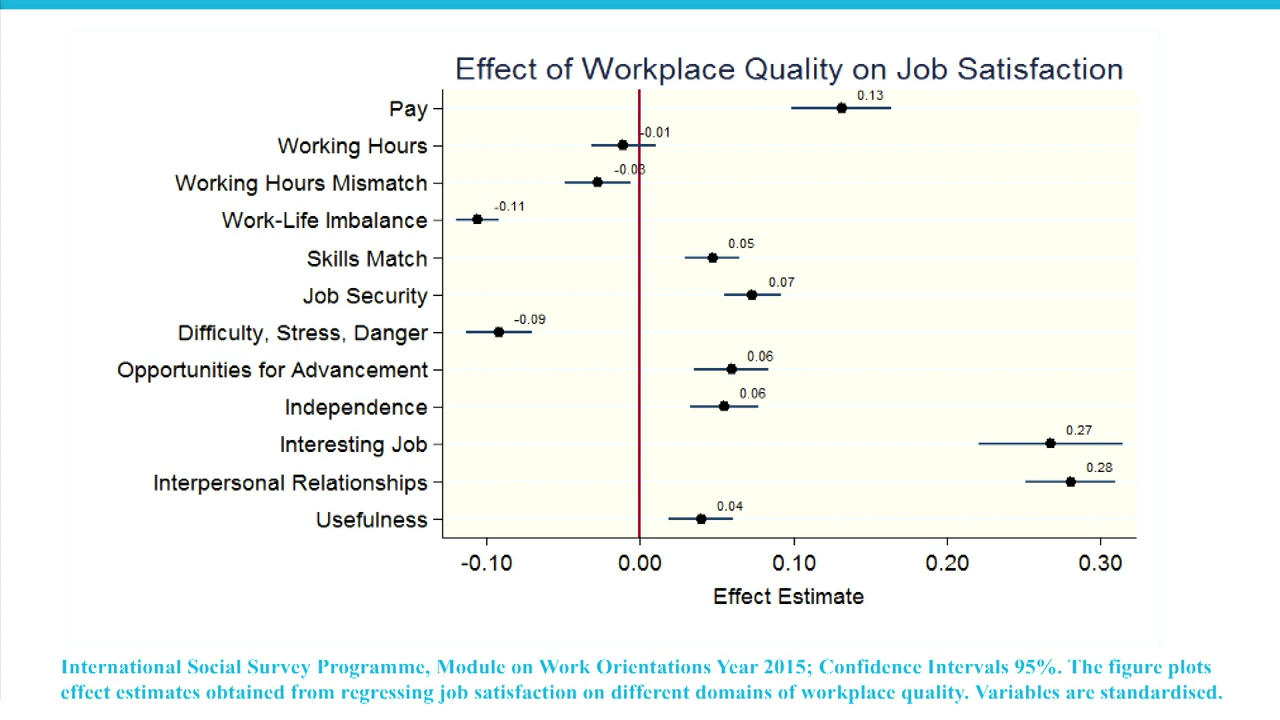 Effect of Workplace Quality on Job Satisfaction
Pay
0.13
Working Hours
-0.01
Working Hours Mismatch
-0.03
Work-Life Imbalance
-0.11
Skills Match
0.05
Job Security
0.07
Difficulty, Stress, Danger
-0.09
Opportunities for Advancement
0.06
Independence
0.06
Interesting Job
0.27
Interpersonal Relationships
0.28
Usefulness
0.04
-0.10 0.00 0.10 0.20 0.30
Effect Estimate
International Social Survey Programme, Module on Work Orientations Year 2015; Confidence Intervals 95%. The figure plots
effect estimates obtained from regressing job satisfaction on different domains of workplace quality. Variables are standardised.